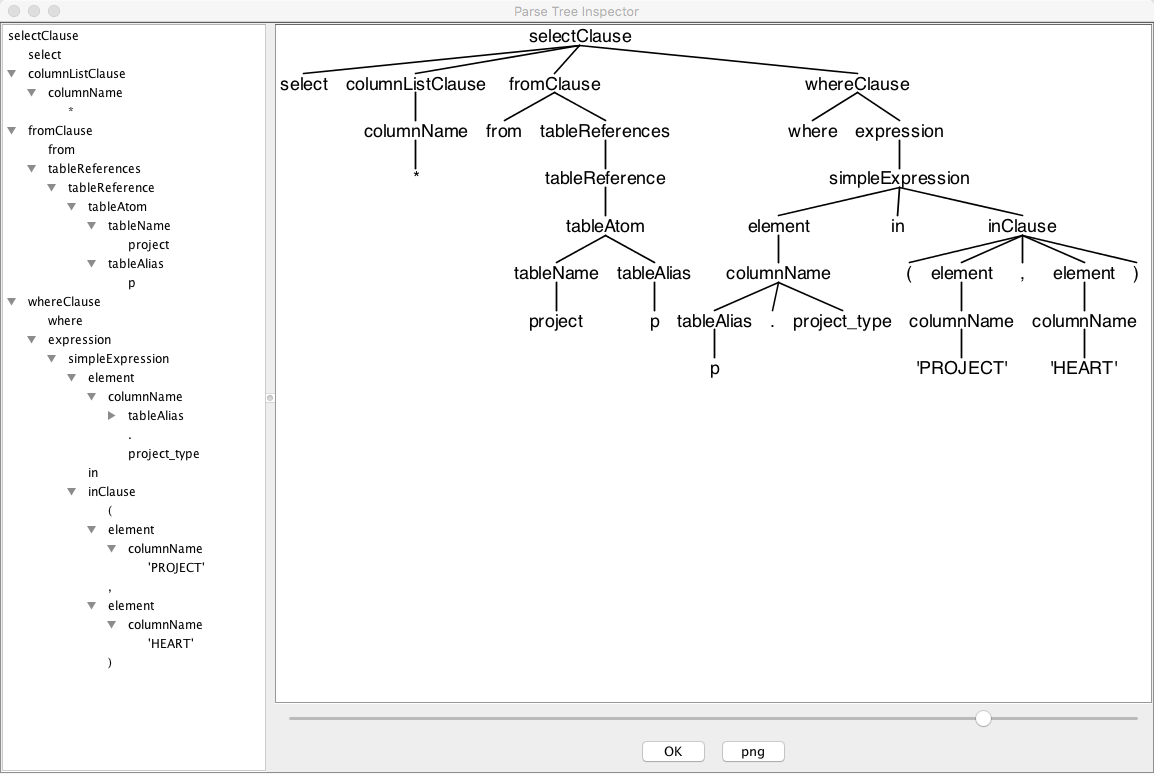 Parse Tree Inspector
selectClause
select
columnListClause
columnName
*
fromClause
from
tableReferences
tableReference
tableAtom
tableName
project
tableAlias
p
whereClause
where
expression
simpleExpression
element
columnName
tableAlias
.
project_type
in
inClause
(
element
columnName
'PROJECT'
,
element
columnName
'HEART'
)
selectClause
select columnListClause fromClause whereClause
columnName from tableReferences where expression
* tableReference simpleExpression
tableAtom element in inClause
tableName tableAlias columnName ( element , element )
project p tableAlias . project_type columnName columnName
p 'PROJECT' 'HEART'
OK png